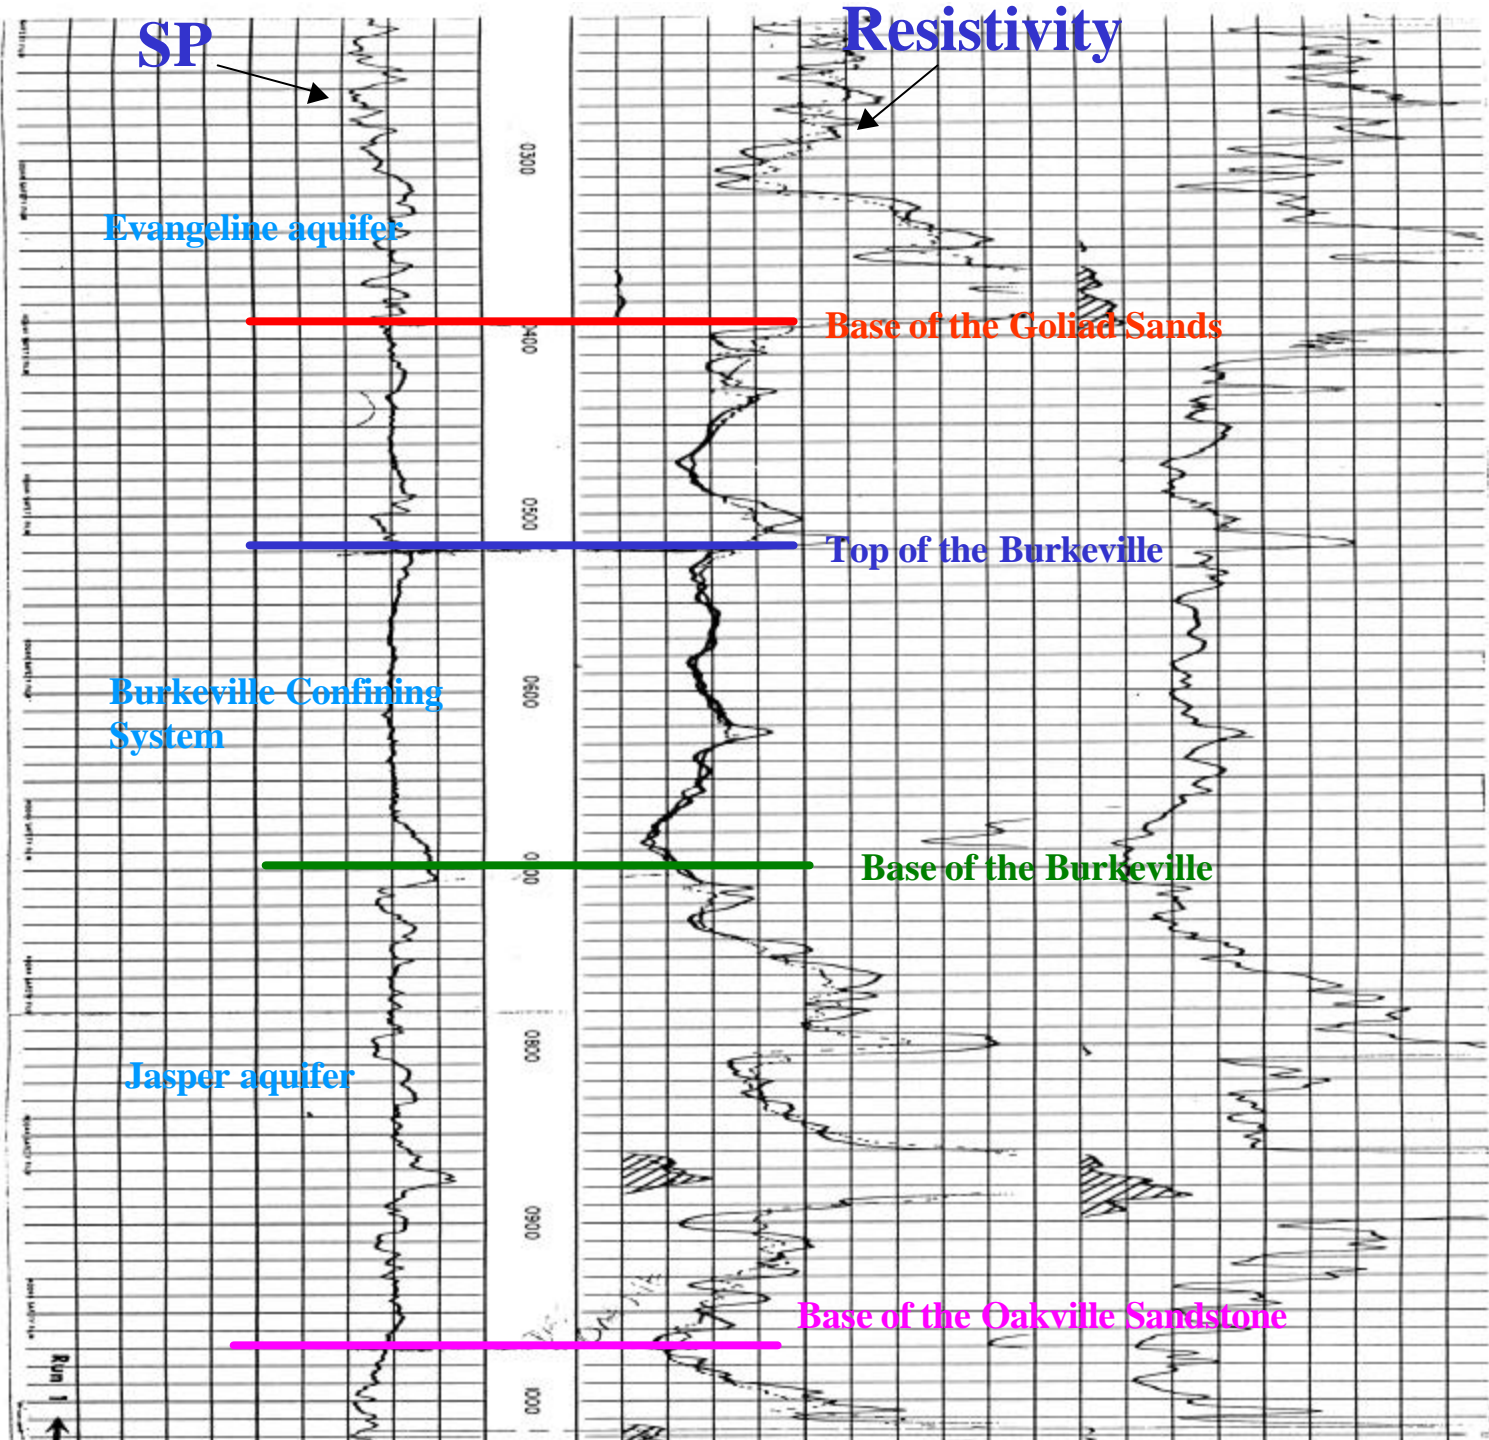 SP
Resistivity
0300
Evangeline aquifer
Base of the Goliad Sands
0400
0500
Top of the Burkeville
Burkeville Confining
System
0600
Base of the Burkeville
0800
Jasper aquifer
0900
Base of the Oakville Sandstone
Run 1
1000